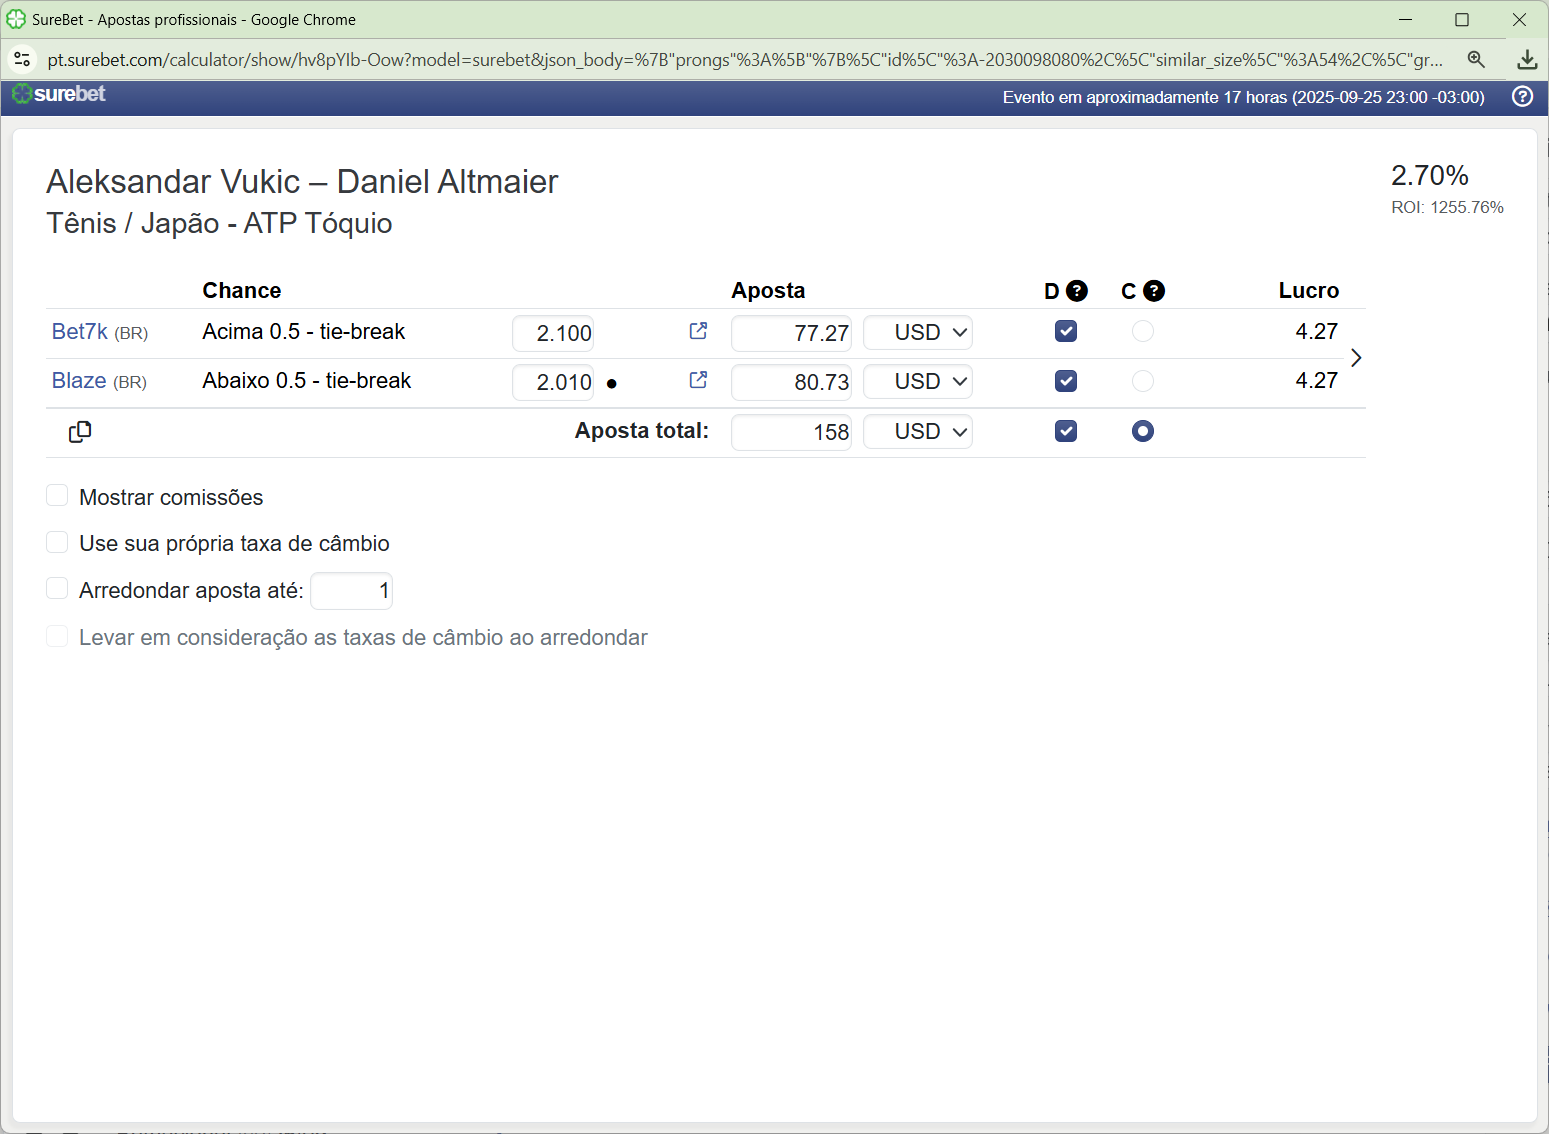 SureBet - Apostas profissionais - Google Chrome
pt.surebet.com/calculator/show/hv8pYIb-Oow?model=surebet&json_body=%7B"prongs"%3A%5B"%7B%5C"id%5C"%3A-2030098080%2C%5C"similar_size%5C"%3A54%2C%5C"gr...
surebet
Evento em aproximadamente 17 horas (2025-09-25 23:00 -03:00)
Aleksandar Vukic – Daniel Altmaier
2.70%
Tênis / Japão - ATP Tóquio
ROI: 1255.76%
Chance Aposta D ? C ? Lucro
Bet7k (BR) Acima 0.5 - tie-break 2.100 77.27 USD 4.27
Blaze (BR) Abaixo 0.5 - tie-break 2.010 ● 80.73 USD 4.27
Aposta total: 158 USD
Mostrar comissões
Use sua própria taxa de câmbio
Arredondar aposta até: 1
Levar em consideração as taxas de câmbio ao arredondar